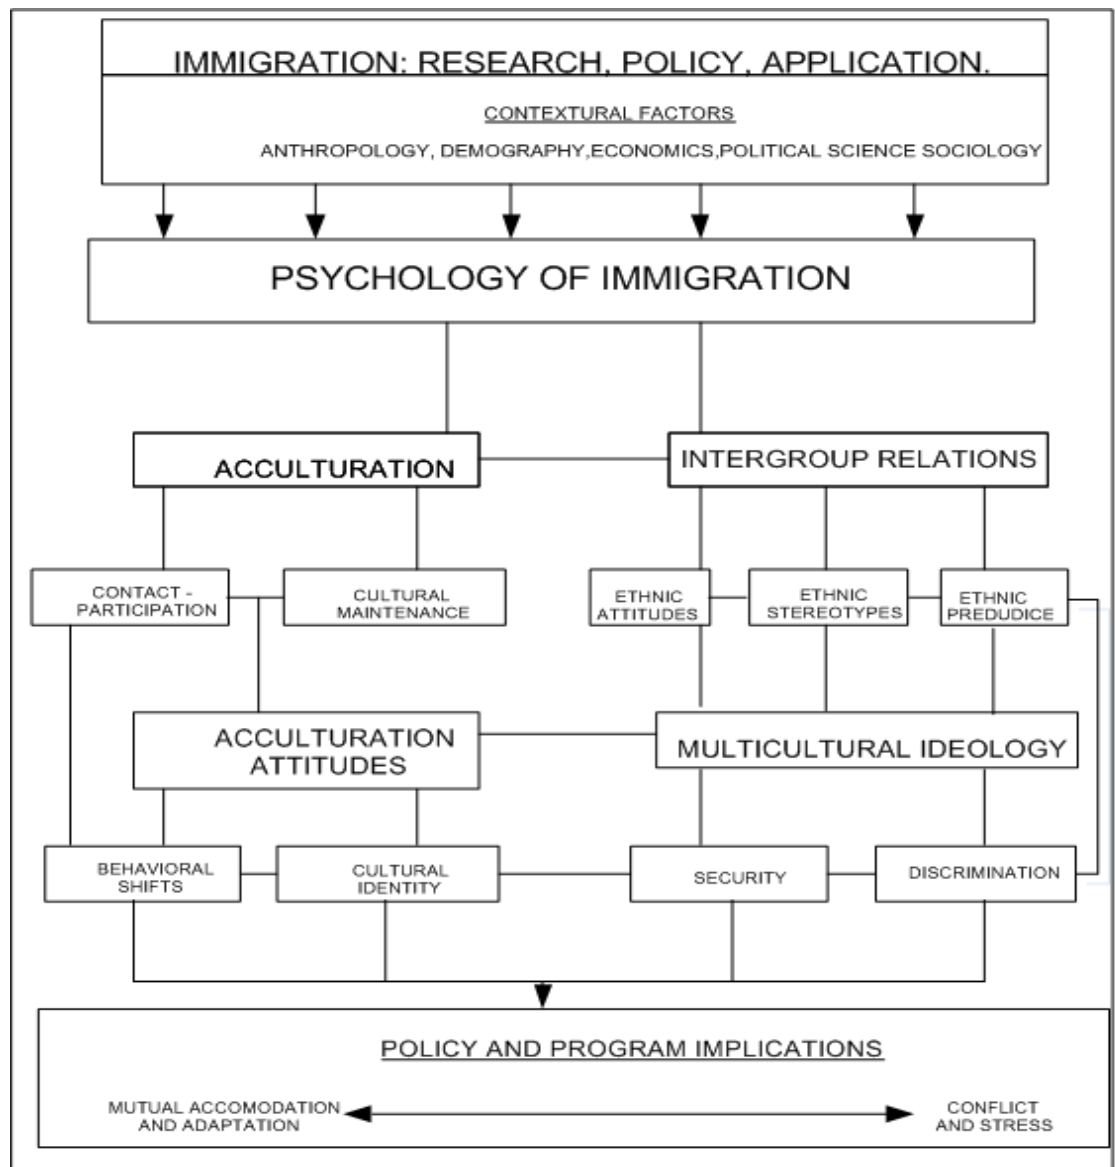 IMMIGRATION: RESEARCH, POLICY, APPLICATION.
CONTEXTURAL FACTORS
ANTHROPOLOGY, DEMOGRAPHY,ECONOMICS,POLITICAL SCIENCE SOCIOLOGY
PSYCHOLOGY OF IMMIGRATION
ACCULTURATION
INTERGROUP RELATIONS
CONTACT -
PARTICIPATION
CULTURAL
MAINTENANCE
ETHNIC
ATTITUDES
ETHNIC
STEREOTYPES
ETHNIC
PREDUDICE
ACCULTURATION
ATTITUDES
MULTICULTURAL IDEOLOGY
BEHAVIORAL
SHIFTS
CULTURAL
IDENTITY
SECURITY
DISCRIMINATION
POLICY AND PROGRAM IMPLICATIONS
MUTUAL ACCOMODATION
AND ADAPTATION
CONFLICT
AND STRESS